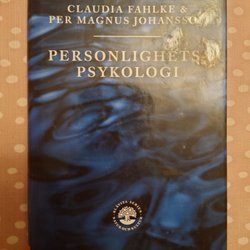 CLAUDIA FAHLKE &
PER MAGNUS JOHANSSO
PERSONLIGHETS
PSYKOLOGI